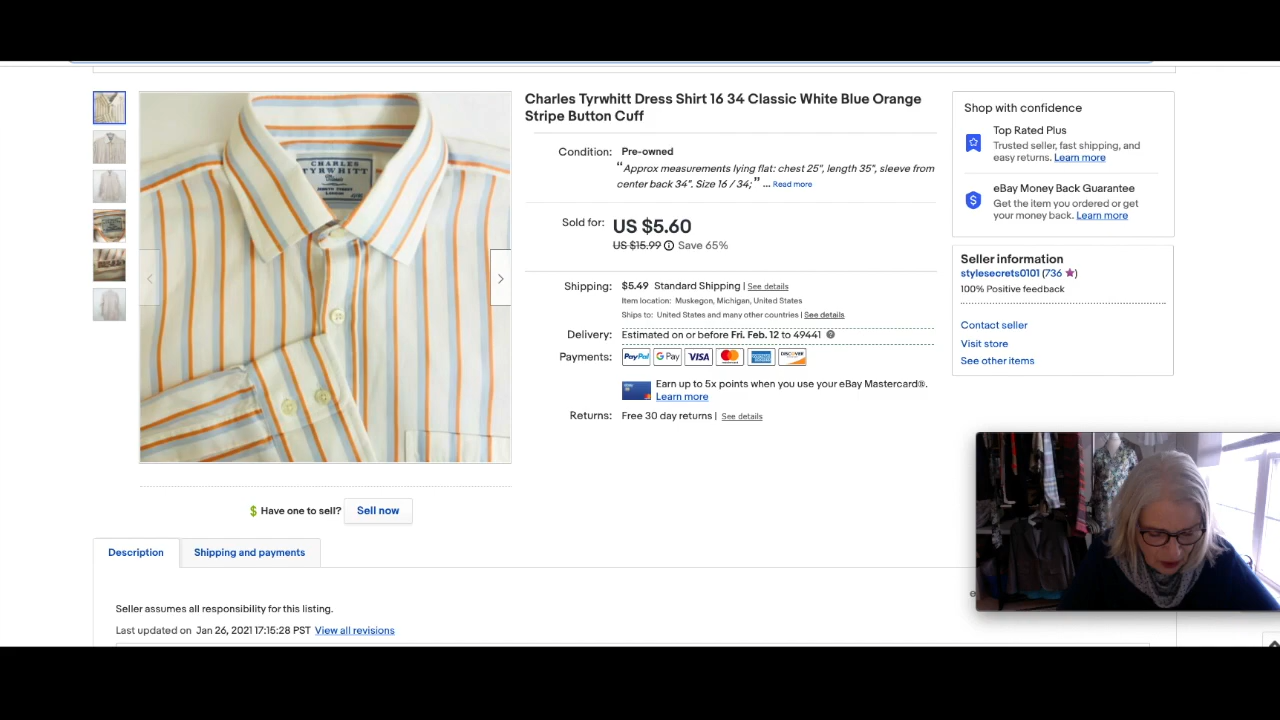 Charles Tyrwhitt Dress Shirt 16 34 Classic White Blue Orange
Stripe Button Cuff
Condition: Pre-owned
“Approx measurements lying flat: chest 25", length 35", sleeve from
center back 34". Size 16 / 34;” ... Read more
Sold for: US $5.60
US $15.99 Save 65%
Shipping: $5.49 Standard Shipping | See details
Item location: Muskegon, Michigan, United States
Ships to: United States and many other countries | See details
Delivery: Estimated on or before Fri. Feb. 12 to 49441
Payments: PayPal G Pay VISA DISCOVER
Earn up to 5x points when you use your eBay Mastercard®.
Learn more
Returns: Free 30 day returns | See details
Shop with confidence
Top Rated Plus
Trusted seller, fast shipping, and
easy returns. Learn more
eBay Money Back Guarantee
Get the item you ordered or get
your money back. Learn more
Seller information
stylesecrets0101 (736)
100% Positive feedback
Contact seller
Visit store
See other items
CHARLES
TYRWHITT
Have one to sell? Sell now
Description Shipping and payments
Seller assumes all responsibility for this listing.
Last updated on Jan 26, 2021 17:15:28 PST View all revisions